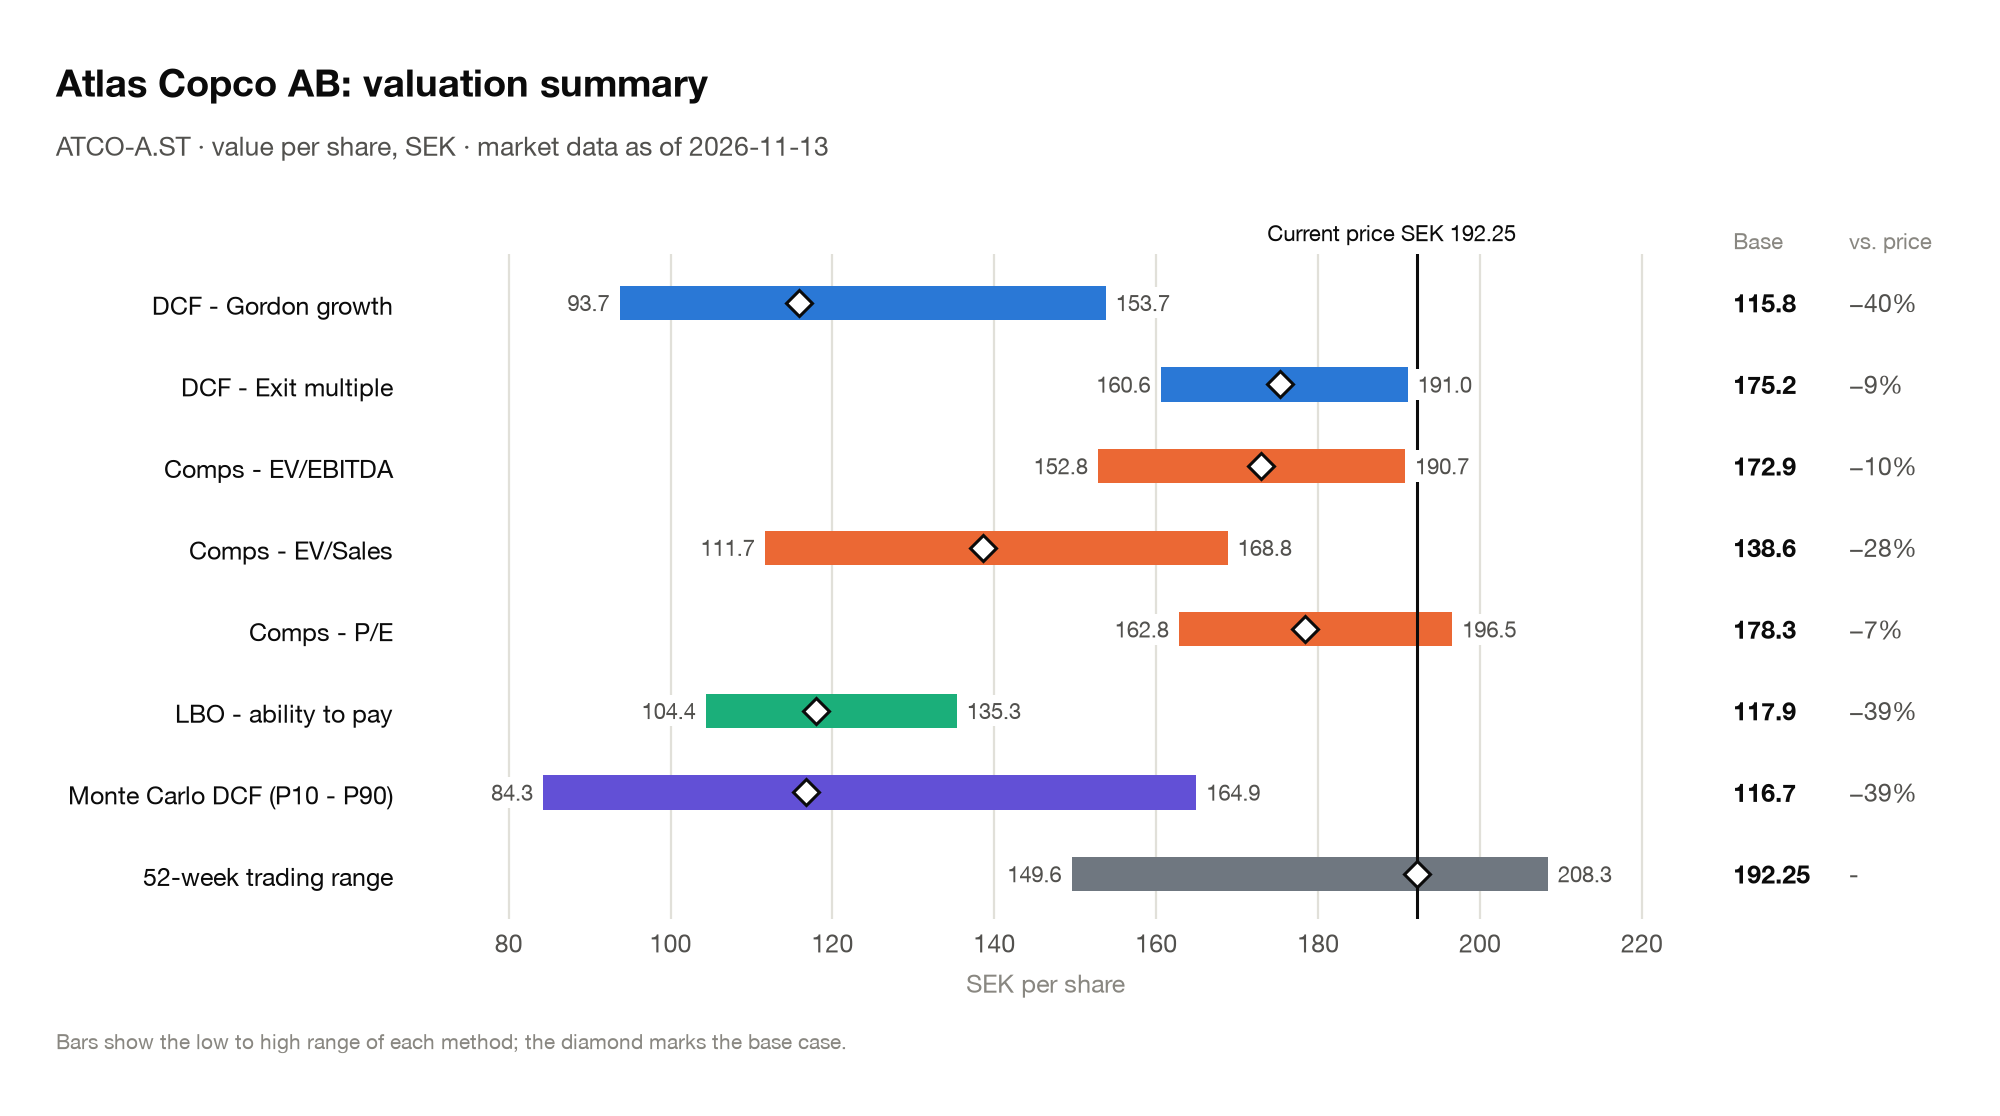 Atlas Copco AB: valuation summary
ATCO-A.ST · value per share, SEK · market data as of 2026-11-13
Current price SEK 192.25
Base vs. price
DCF - Gordon growth 93.7 153.7 115.8 −40%
DCF - Exit multiple 160.6 191.0 175.2 −9%
Comps - EV/EBITDA 152.8 190.7 172.9 −10%
Comps - EV/Sales 111.7 168.8 138.6 −28%
Comps - P/E 162.8 196.5 178.3 −7%
LBO - ability to pay 104.4 135.3 117.9 −39%
Monte Carlo DCF (P10 - P90) 84.3 164.9 116.7 −39%
52-week trading range 149.6 208.3 192.25 -
80 100 120 140 160 180 200 220
SEK per share
Bars show the low to high range of each method; the diamond marks the base case.